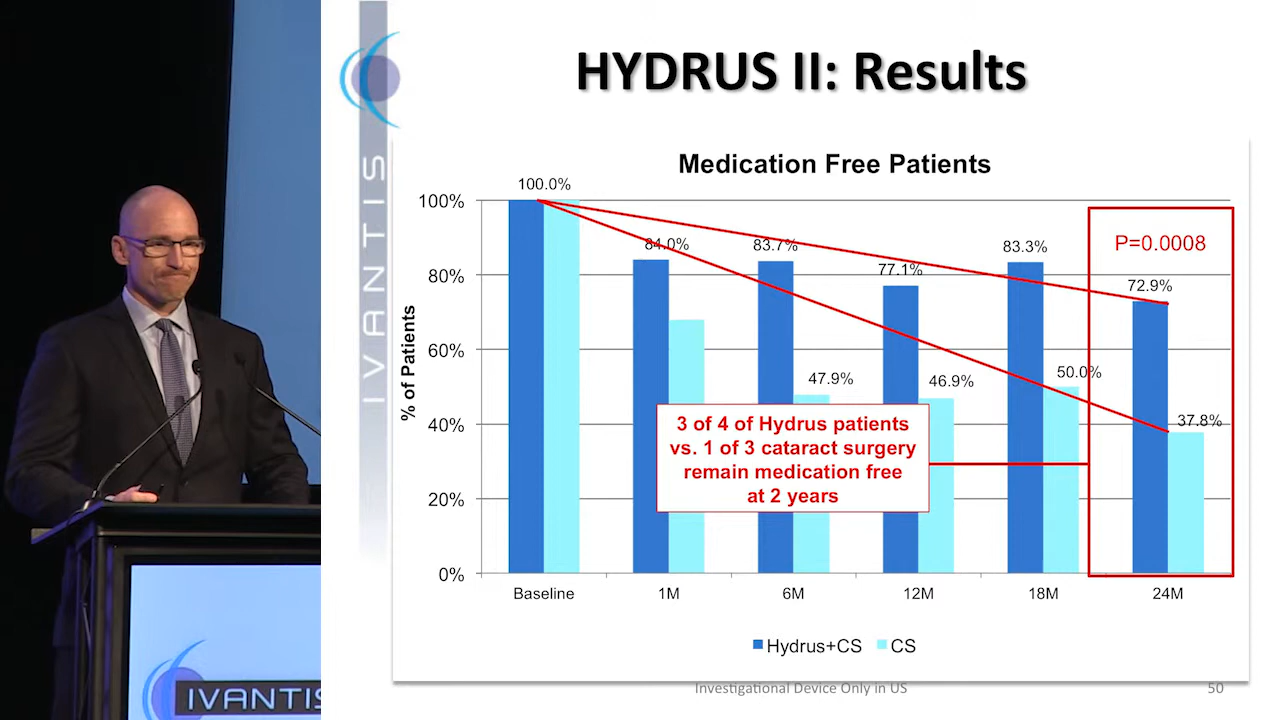 HYDRUS II: Results
IVANTIS
Medication Free Patients
% of Patients
100%
80%
60%
40%
20%
0%
100.0%
84.0%
83.7%
47.9%
77.1%
46.9%
83.3%
50.0%
P=0.0008
72.9%
37.8%
3 of 4 of Hydrus patients
vs. 1 of 3 cataract surgery
remain medication free
at 2 years
Baseline
1M
6M
12M
18M
24M
Hydrus+CS
CS
Investigational Device Only in US
50
IVANTIS